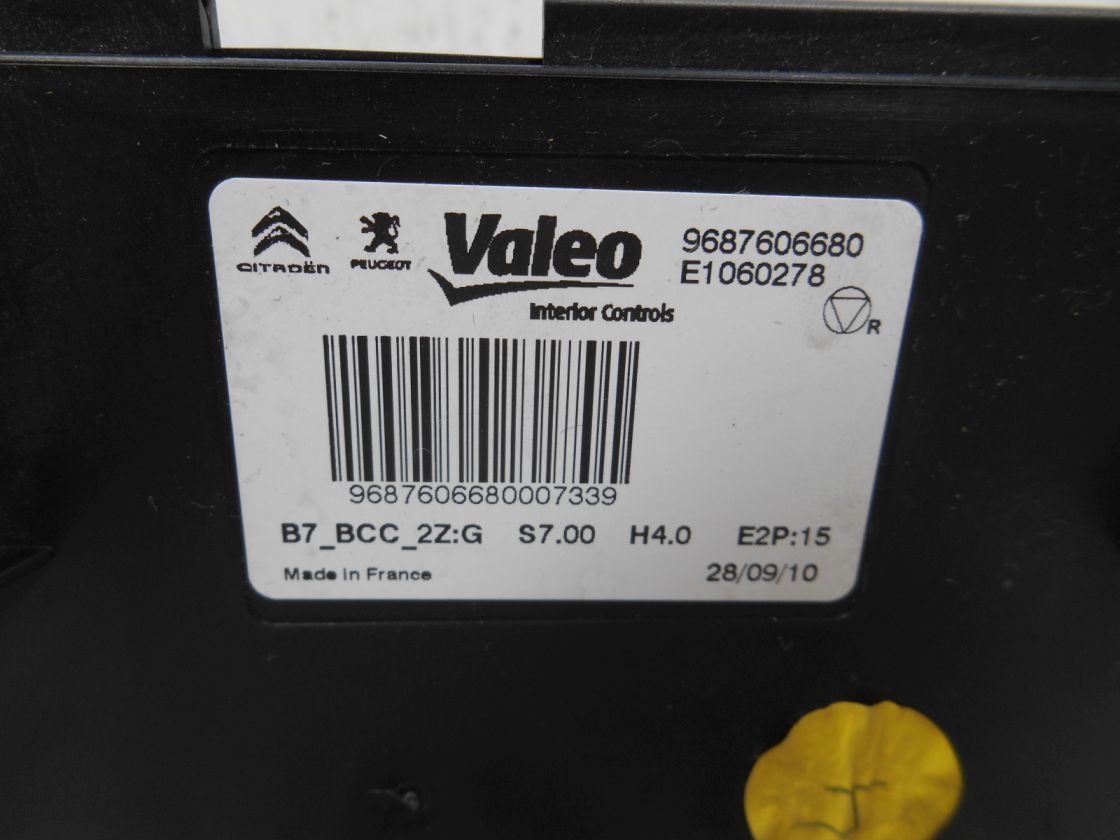 CITROËN PEUGEOT Valeo 9687606680
E1060278
Interior Controls
R
9687606680007339
B7_BCC_2Z:G S7.00 H4.0 E2P:15
Made in France 28/09/10